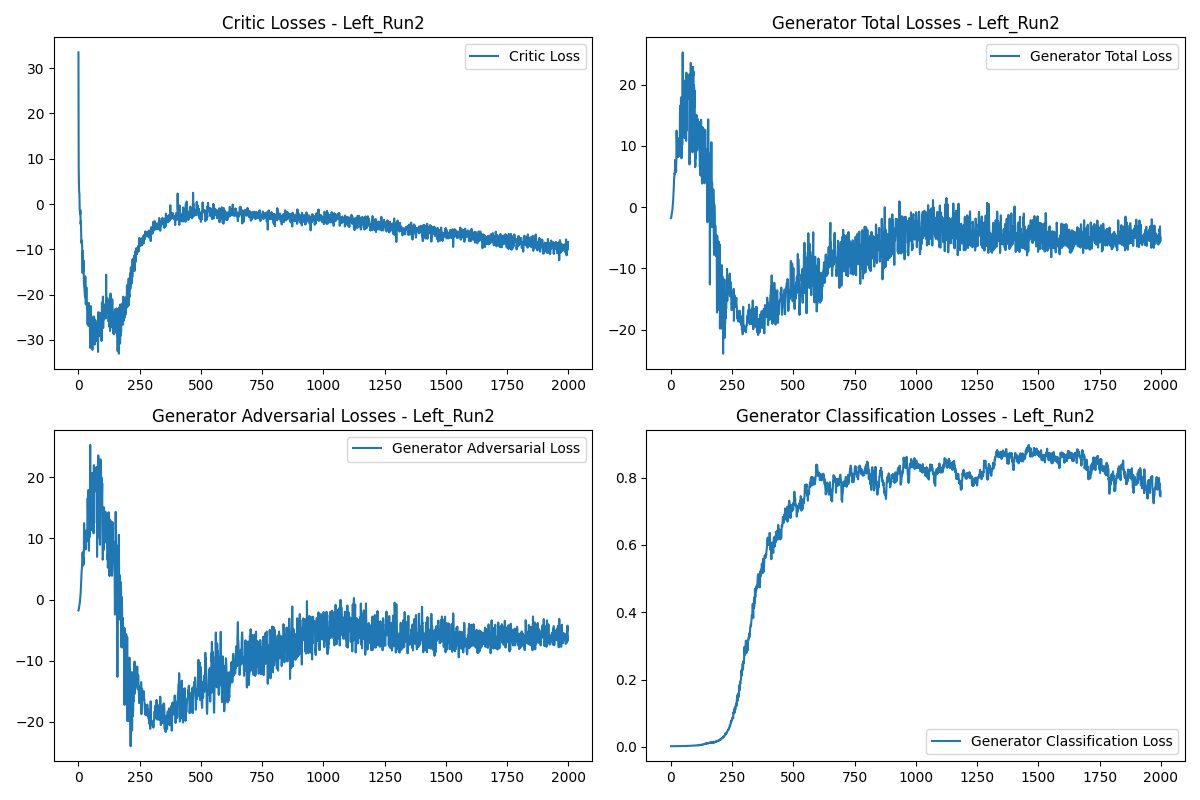 Critic Losses - Left_Run2
Critic Loss
30
20
10
0
−10
−20
−30
0 250 500 750 1000 1250 1500 1750 2000
Generator Total Losses - Left_Run2
Generator Total Loss
20
10
0
−10
−20
0 250 500 750 1000 1250 1500 1750 2000
Generator Adversarial Losses - Left_Run2
Generator Adversarial Loss
20
10
0
−10
−20
0 250 500 750 1000 1250 1500 1750 2000
Generator Classification Losses - Left_Run2
0.8
0.6
0.4
0.2
0.0
Generator Classification Loss
0 250 500 750 1000 1250 1500 1750 2000